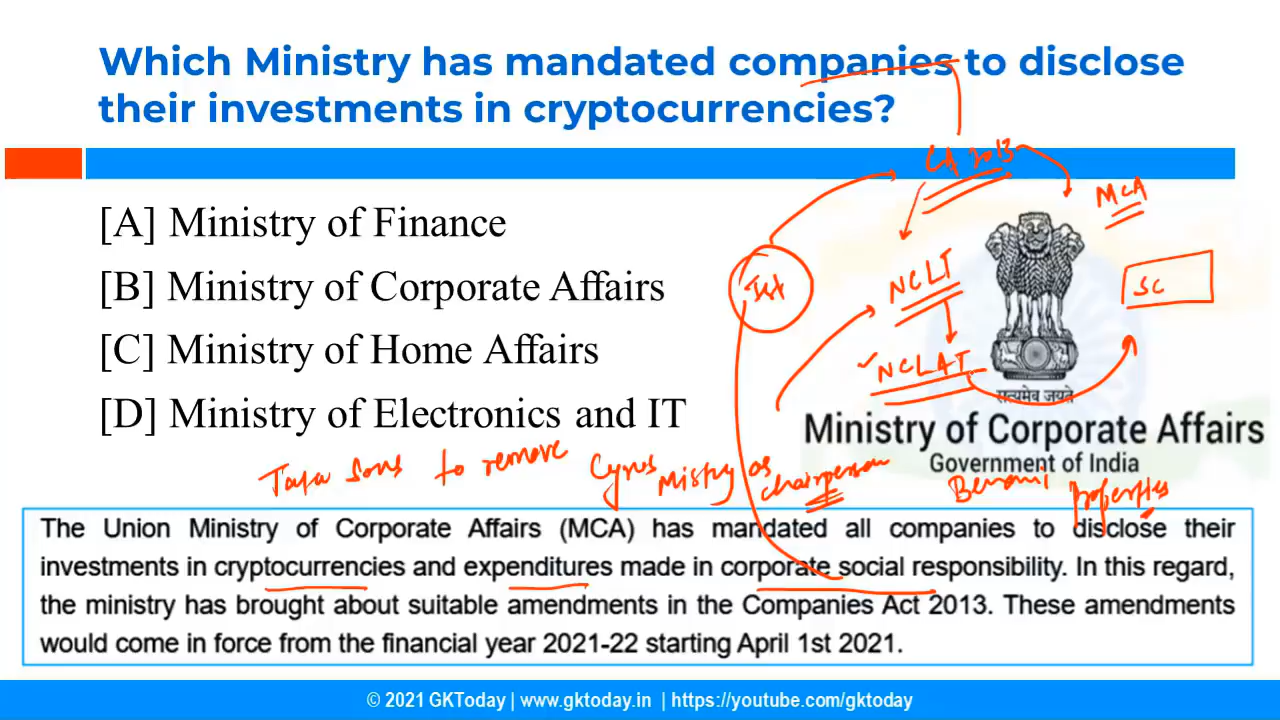 Which Ministry has mandated companies to disclose
their investments in cryptocurrencies?
CA 2013
MCA
[A] Ministry of Finance
[B] Ministry of Corporate Affairs
NCLT
SC
[C] Ministry of Home Affairs
NCLAT
सत्यमेव जयते
[D] Ministry of Electronics and IT
Ministry of Corporate Affairs
Government of India
Tata Sons to remove Cyrus Mistry as chairperson
Benami Properties
The Union Ministry of Corporate Affairs (MCA) has mandated all companies to disclose their
investments in cryptocurrencies and expenditures made in corporate social responsibility. In this regard,
the ministry has brought about suitable amendments in the Companies Act 2013. These amendments
would come in force from the financial year 2021-22 starting April 1st 2021.
© 2021 GKToday | www.gktoday.in | https://youtube.com/gktoday